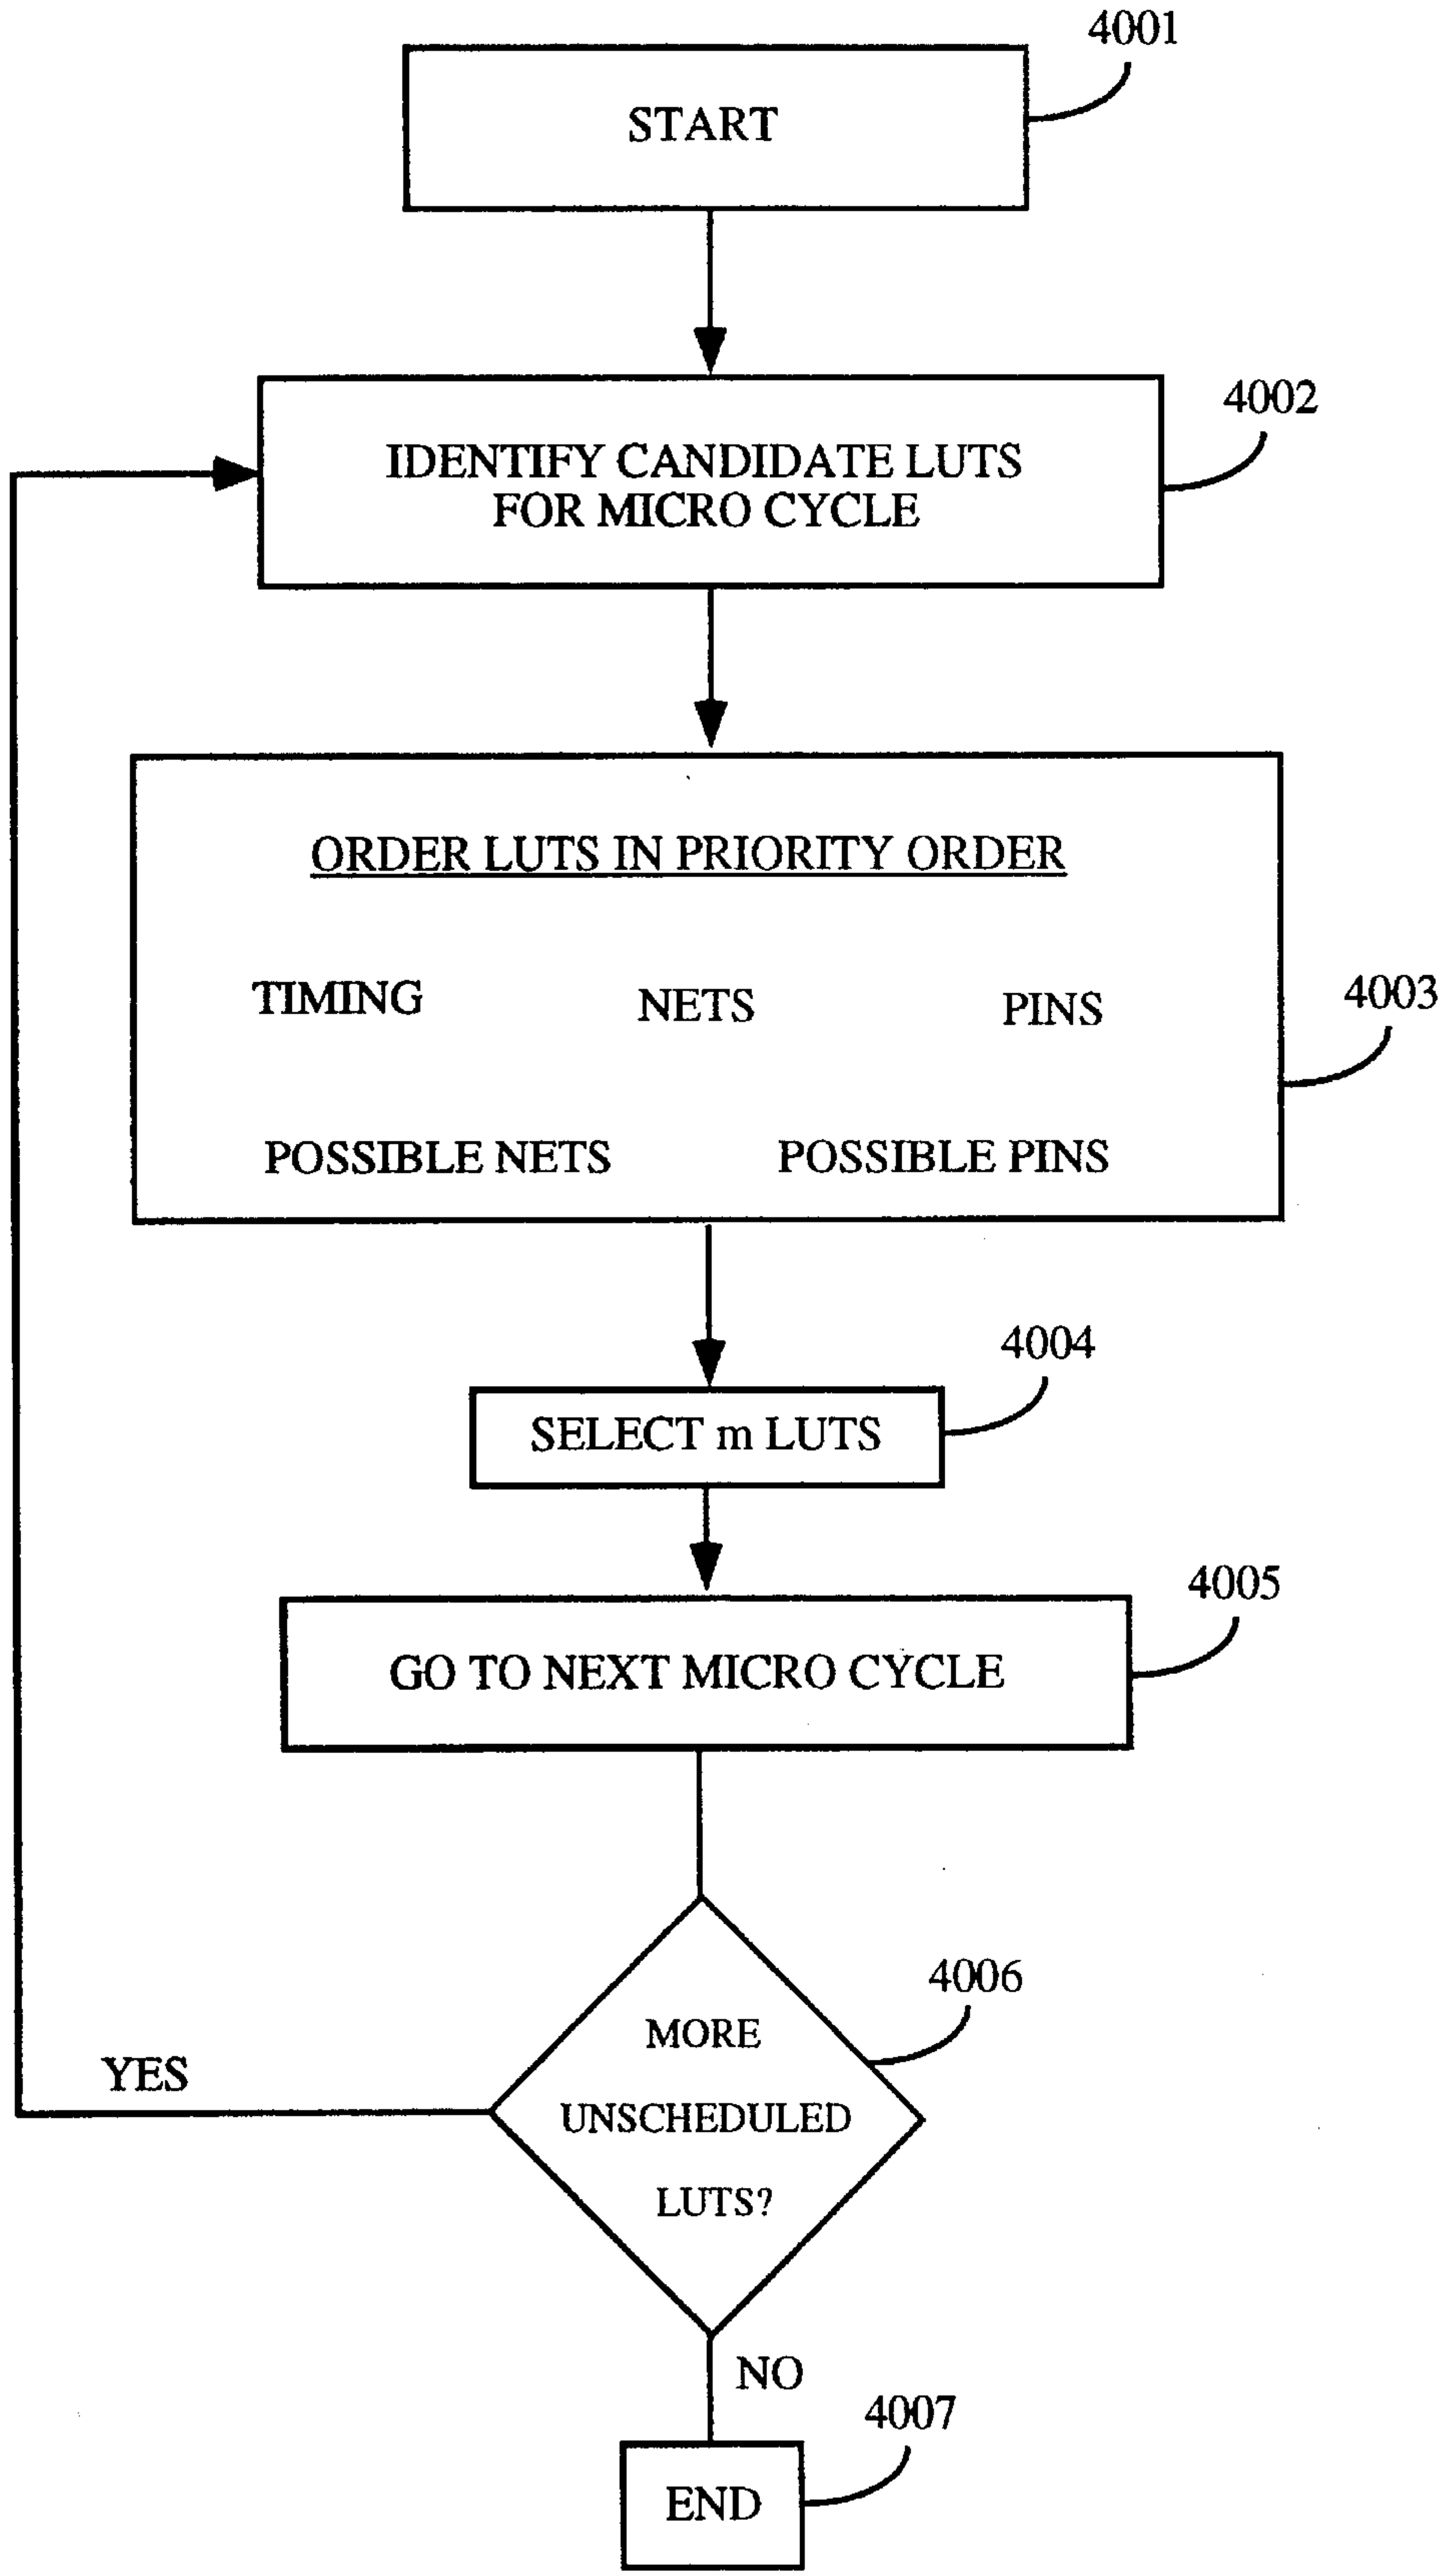 4001
START
4002
IDENTIFY CANDIDATE LUTS
FOR MICRO CYCLE
ORDER LUTS IN PRIORITY ORDER
4003
TIMING NETS PINS
POSSIBLE NETS POSSIBLE PINS
4004
SELECT m LUTS
4005
GO TO NEXT MICRO CYCLE
4006
MORE
UNSCHEDULED
LUTS?
YES
NO
4007
END